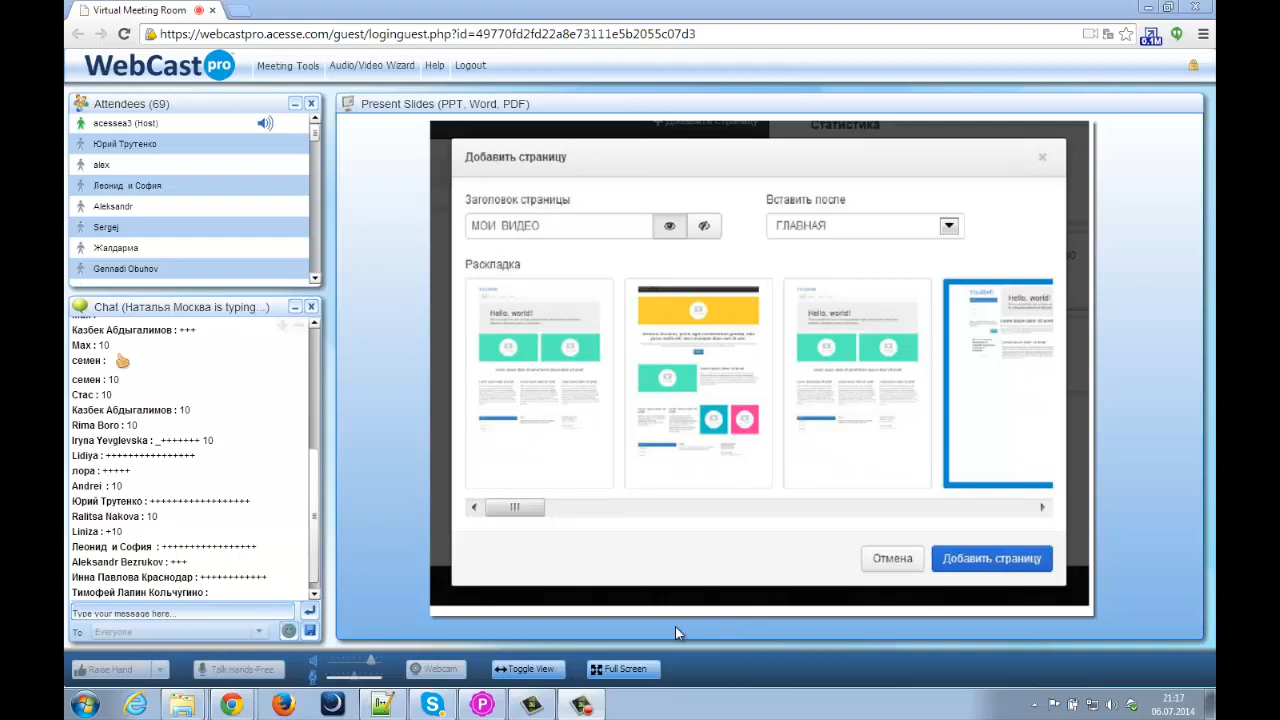 Virtual Meeting Room
https://webcastpro.acesse.com/guest/loginguest.php?id=49770fd2fd22a8e73111e5b2055c07d3
0.1M
WebCast pro
Meeting Tools
Audio/Video Wizard
Help
Logout
Attendees (69)
acessea3 (Host)
Юрий Трутенко
alex
Леонид и София
Aleksandr
Sergej
Жалдарма
Gennadi Obuhov
Chat (Наталья Москва is typing...)
Казбек Абдыгалимов : +++
Max : 10
семен :
семен : 10
Стас : 10
Казбек Абдыгалимов : 10
Rima Boro : 10
Iryna Yevglevska : _+++++++ 10
Lidiya : ++++++++++++++++
лора : +++++
Andrei : 10
Юрий Трутенко : ++++++++++++++++++
Ralitsa Nakova : 10
Liniza : +10
Леонид и София : +++++++++++++++++
Aleksandr Bezrukov : +++
Инна Павлова Краснодар : ++++++++++++
Тимофей Лапин Кольчугино :
Type your message here...
To Everyone
Present Slides (PPT, Word, PDF)
+ Добавить страницу
Статистика
Добавить страницу
Заголовок страницы
Вставить после
МОИ ВИДЕО
ГЛАВНАЯ
Раскладка
Hello, world!
Hello, world!
Hello, world!
Отмена
Добавить страницу
Raise Hand
Talk Hands-Free
Webcam
Toggle View
Full Screen
21:17
06.07.2014